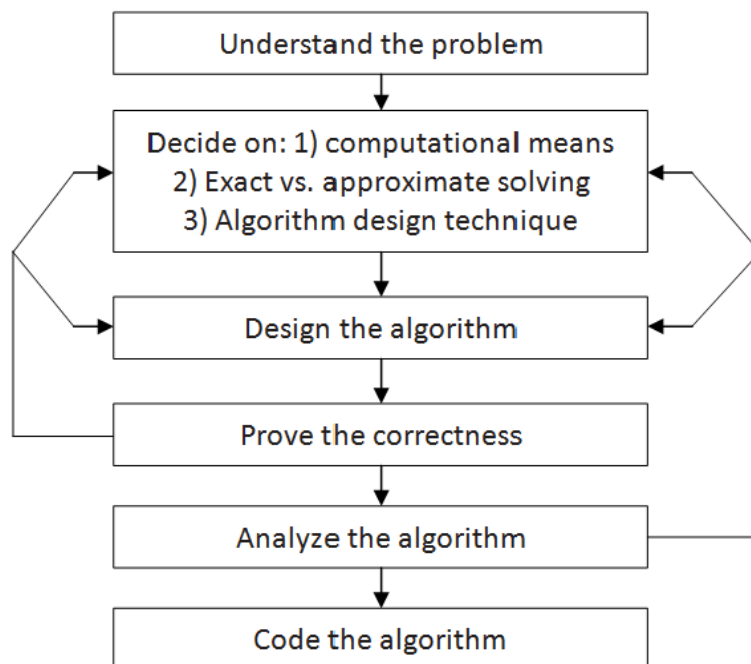 Understand the problem
Decide on: 1) computational means
2) Exact vs. approximate solving
3) Algorithm design technique
Design the algorithm
Prove the correctness
Analyze the algorithm
Code the algorithm